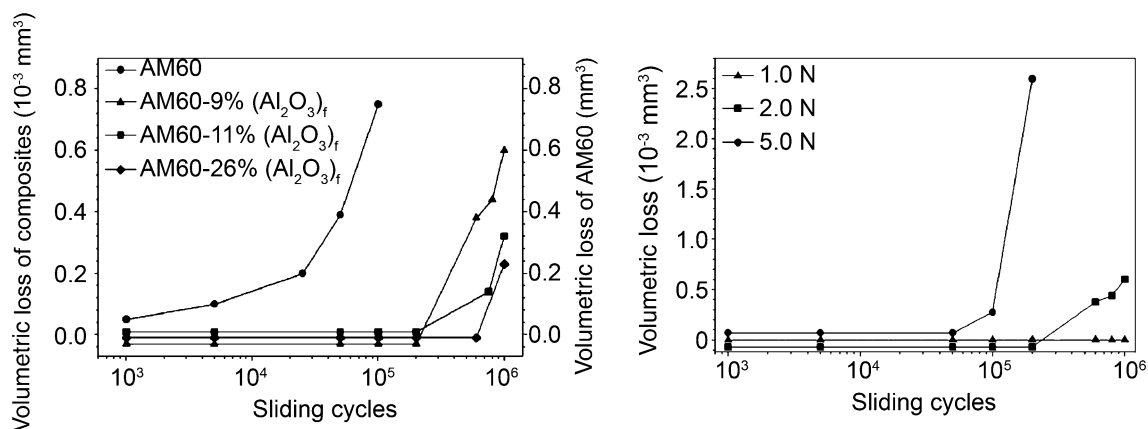 Volumetric loss of composites (10⁻³ mm³)
0.8
0.6
0.4
0.2
0.0
AM60
AM60-9% (Al₂O₃)f
AM60-11% (Al₂O₃)f
AM60-26% (Al₂O₃)f
10³
10⁴
10⁵
10⁶
Sliding cycles
0.8
0.6
0.4
0.2
0.0
Volumetric loss of AM60 (mm³)
Volumetric loss (10⁻³ mm³)
2.5
2.0
1.5
1.0
0.5
0
1.0 N
2.0 N
5.0 N
10³
10⁴
10⁵
10⁶
Sliding cycles